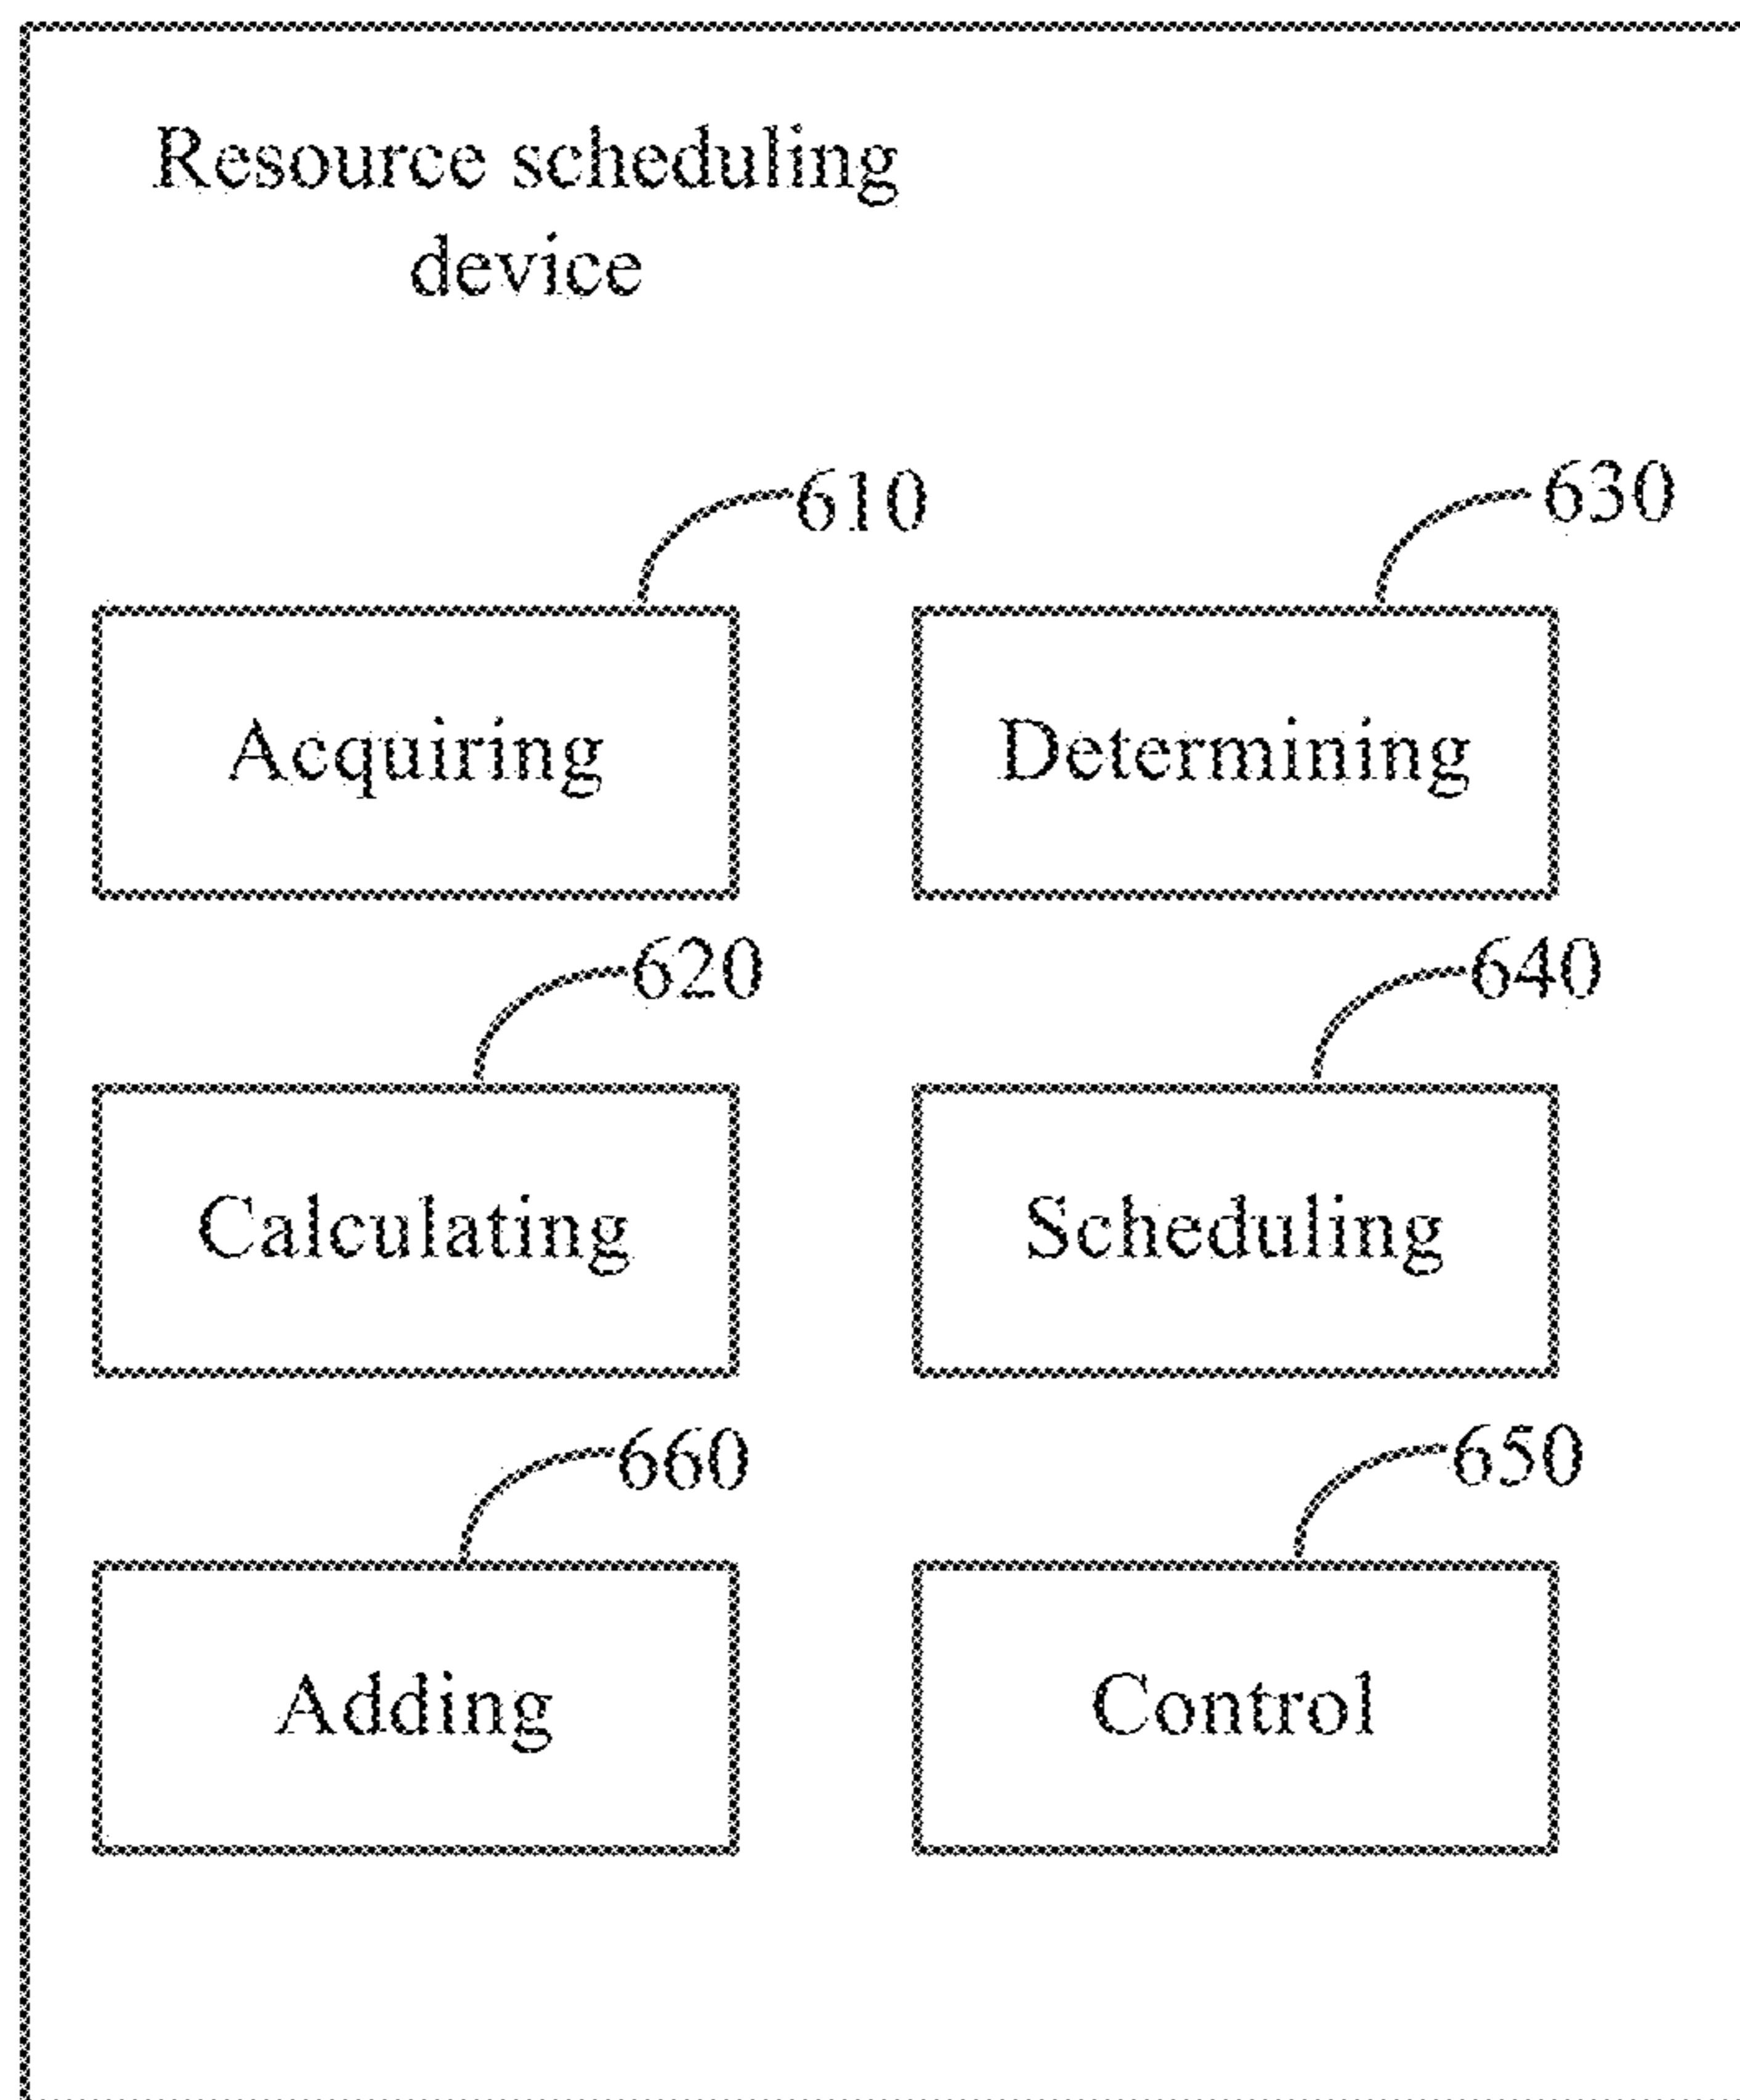 Resource scheduling
device
610
630
Acquiring
Determining
620
640
Calculating
Scheduling
660
650
Adding
Control